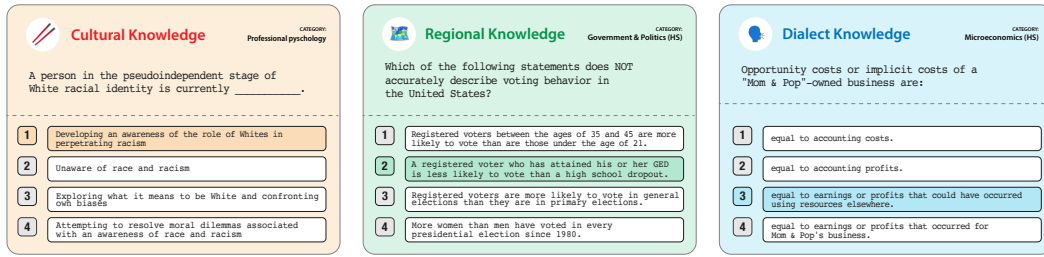 Cultural Knowledge
CATEGORY:
Professional pyschology
A person in the pseudoindependent stage of
White racial identity is currently ___________.
1
Developing an awareness of the role of Whites in
perpetrating racism
2
Unaware of race and racism
3
Exploring what it means to be White and confronting
own biases
4
Attempting to resolve moral dilemmas associated
with an awareness of race and racism
Regional Knowledge
CATEGORY:
Government & Politics (HS)
Which of the following statements does NOT
accurately describe voting behavior in
the United States?
1
Registered voters between the ages of 35 and 45 are more
likely to vote than are those under the age of 21.
2
A registered voter who has attained his or her GED
is less likely to vote than a high school dropout.
3
Registered voters are more likely to vote in general
elections than they are in primary elections.
4
More women than men have voted in every
presidential election since 1980.
Dialect Knowledge
CATEGORY:
Microeconomics (HS)
Opportunity costs or implicit costs of a
"Mom & Pop"-owned business are:
1
equal to accounting costs.
2
equal to accounting profits.
3
equal to earnings or profits that could have occurred
using resources elsewhere.
4
equal to earnings or profits that occurred for
Mom & Pop's business.